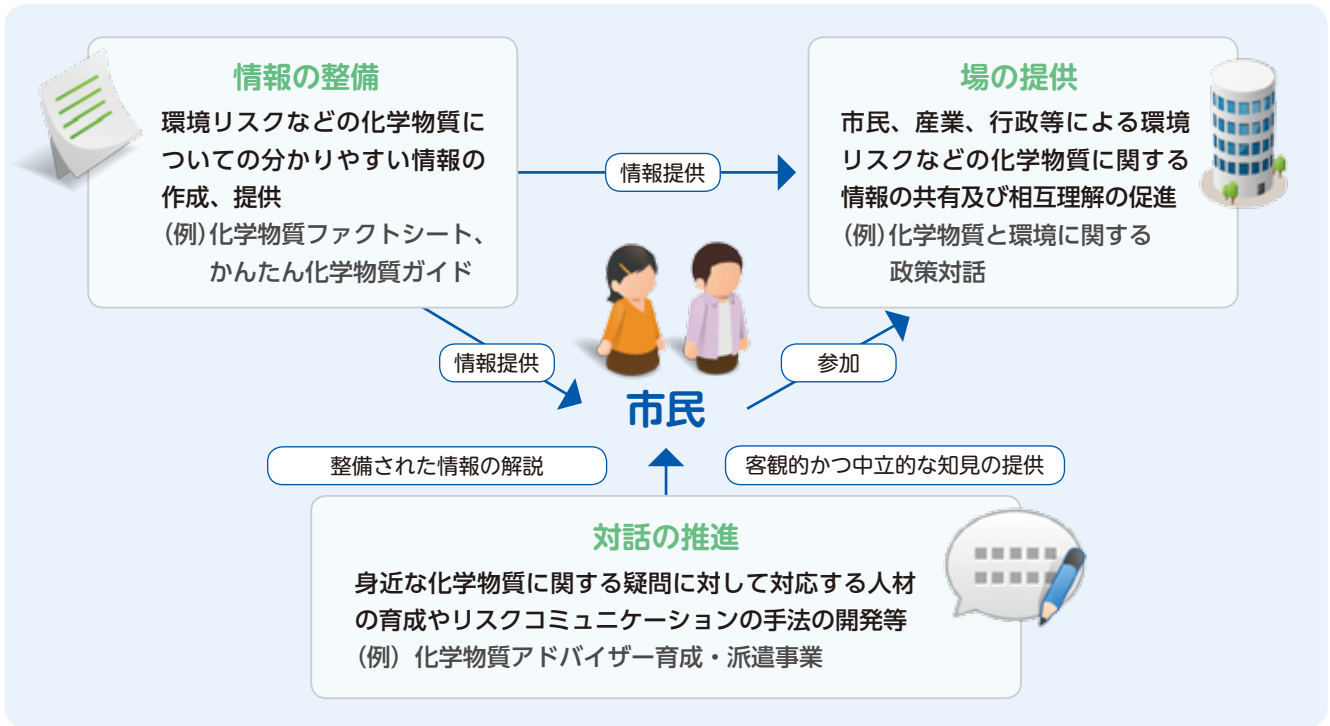 情報の整備
環境リスクなどの化学物質に
ついての分かりやすい情報の
作成、提供
（例）化学物質ファクトシート、
かんたん化学物質ガイド
情報提供
場の提供
市民、産業、行政等による環境
リスクなどの化学物質に関する
情報の共有及び相互理解の促進
（例）化学物質と環境に関する
政策対話
情報提供
参加
市民
整備された情報の解説
客観的かつ中立的な知見の提供
対話の推進
身近な化学物質に関する疑問に対して対応する人材
の育成やリスクコミュニケーションの手法の開発等
（例）化学物質アドバイザー育成・派遣事業